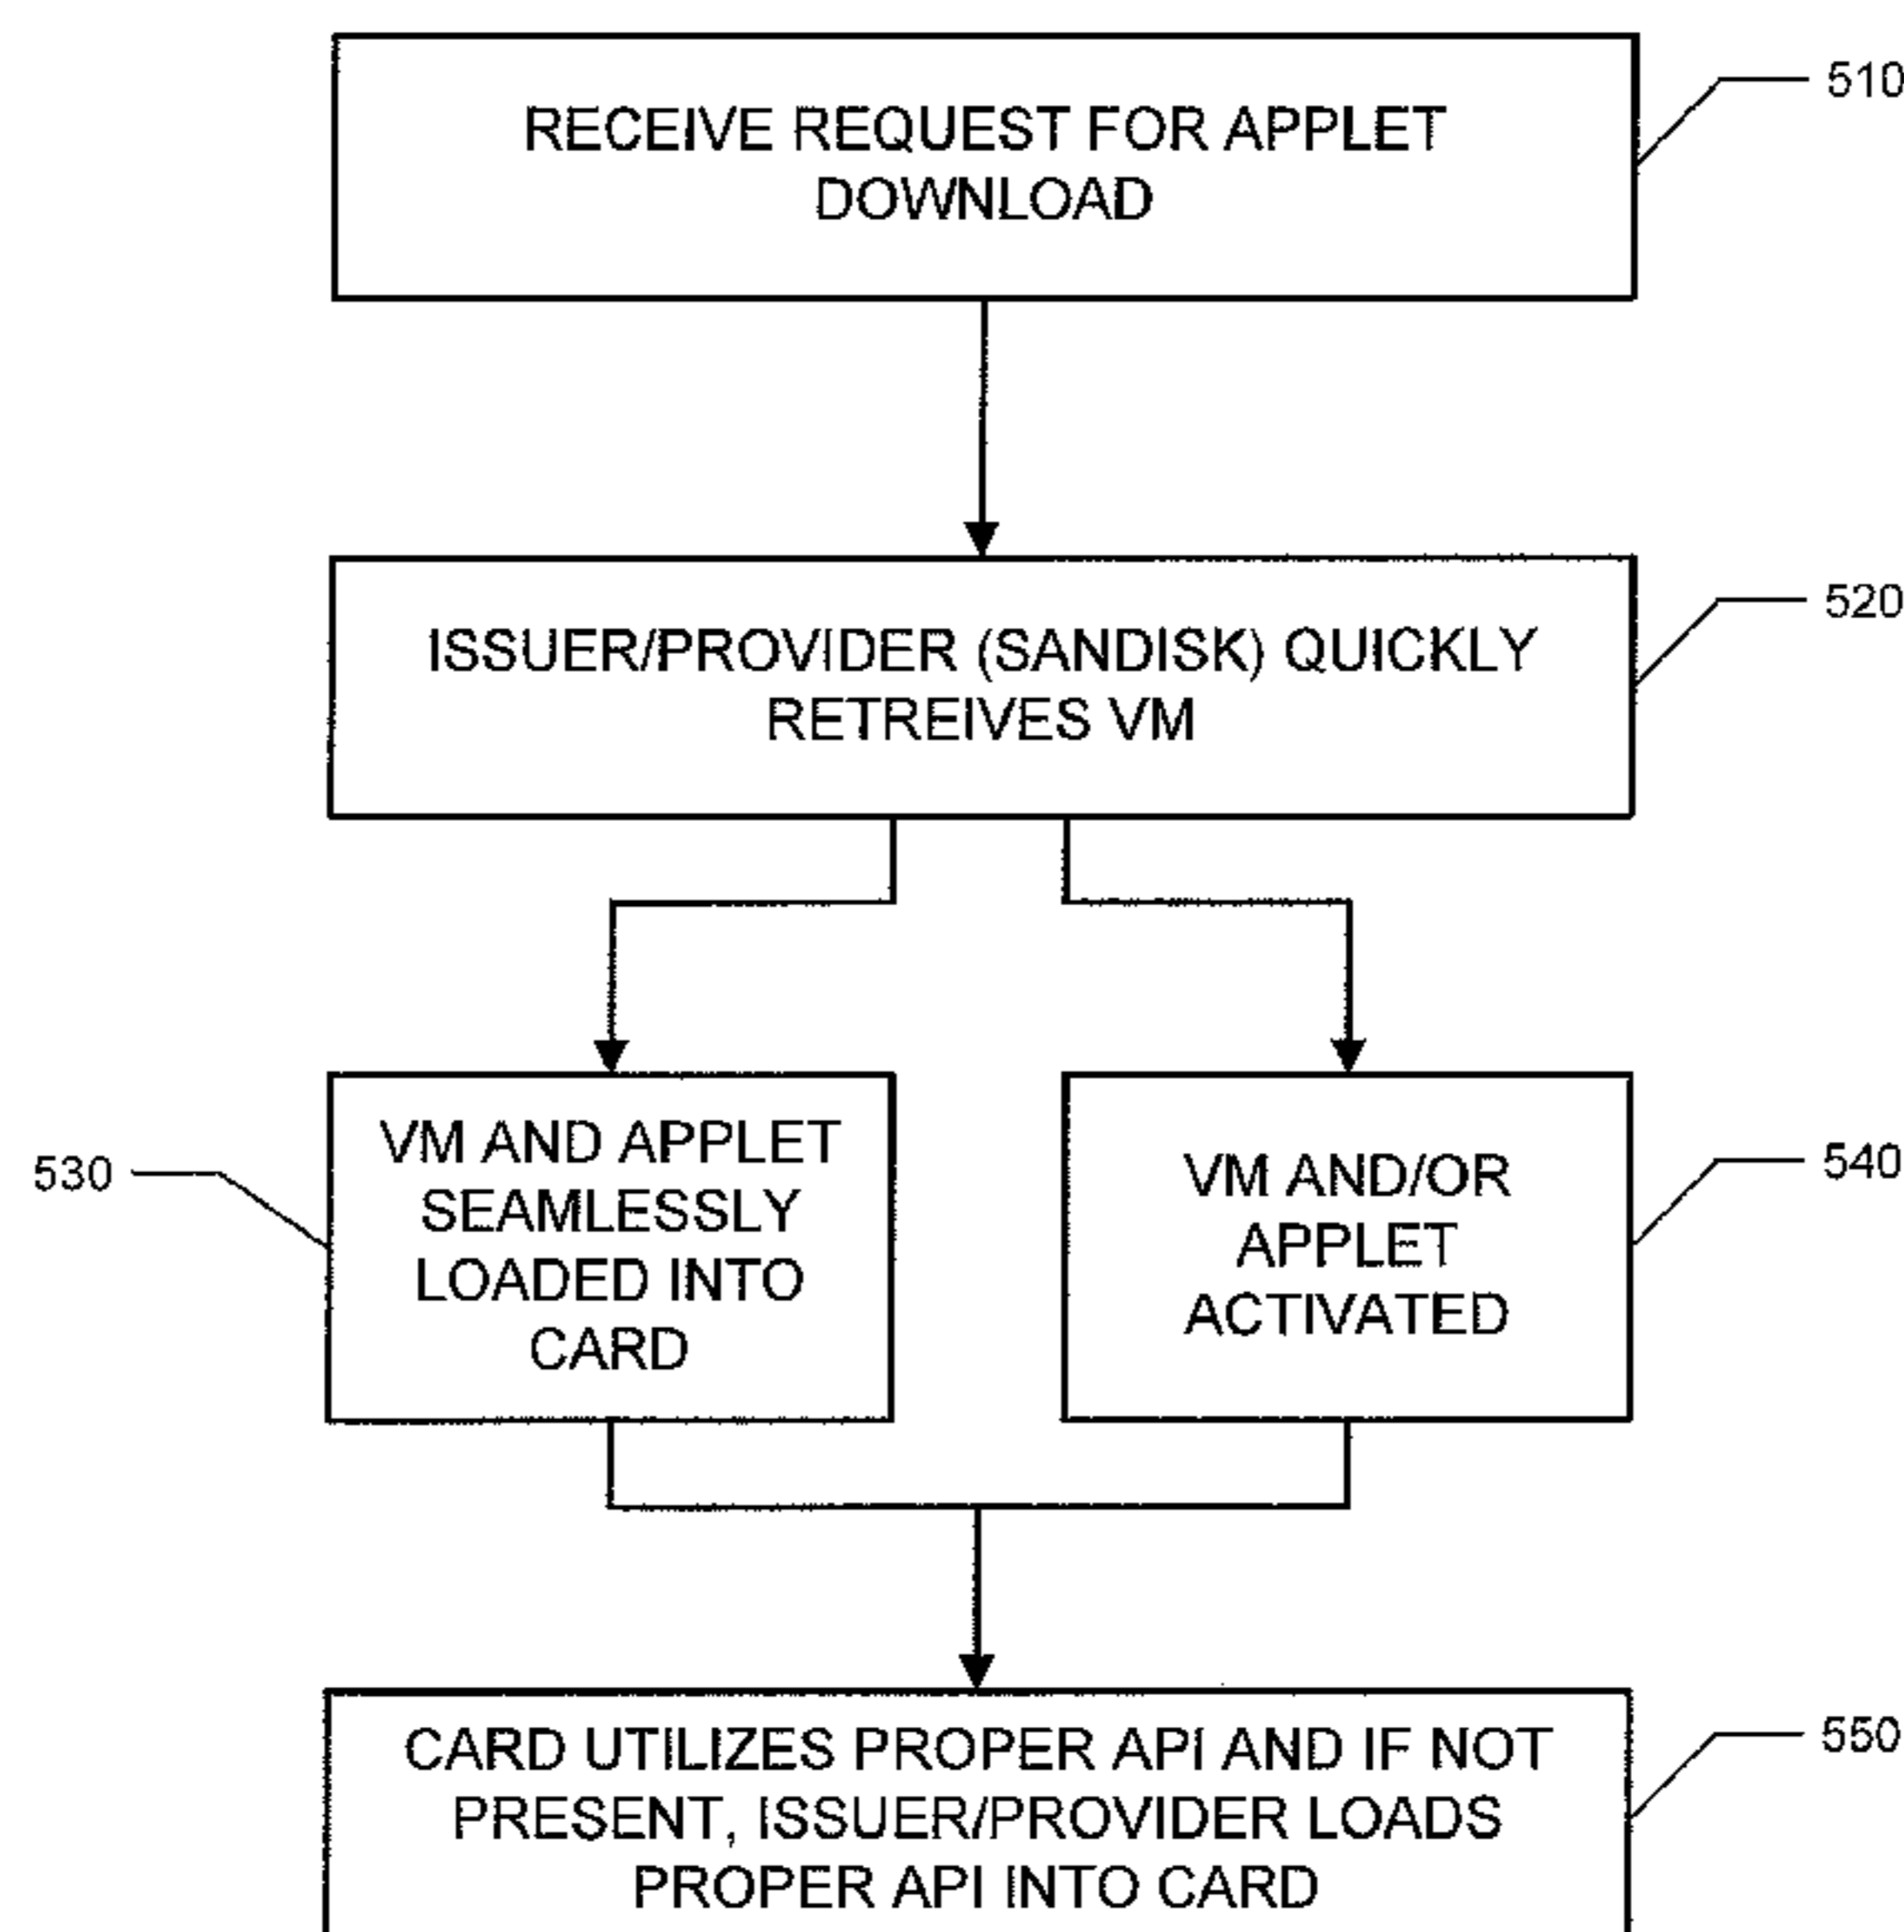 RECEIVE REQUEST FOR APPLET
DOWNLOAD
510
ISSUER/PROVIDER (SANDISK) QUICKLY
RETREIVES VM
520
530
VM AND APPLET
SEAMLESSLY
LOADED INTO
CARD
VM AND/OR
APPLET
ACTIVATED
540
CARD UTILIZES PROPER API AND IF NOT
PRESENT, ISSUER/PROVIDER LOADS
PROPER API INTO CARD
550